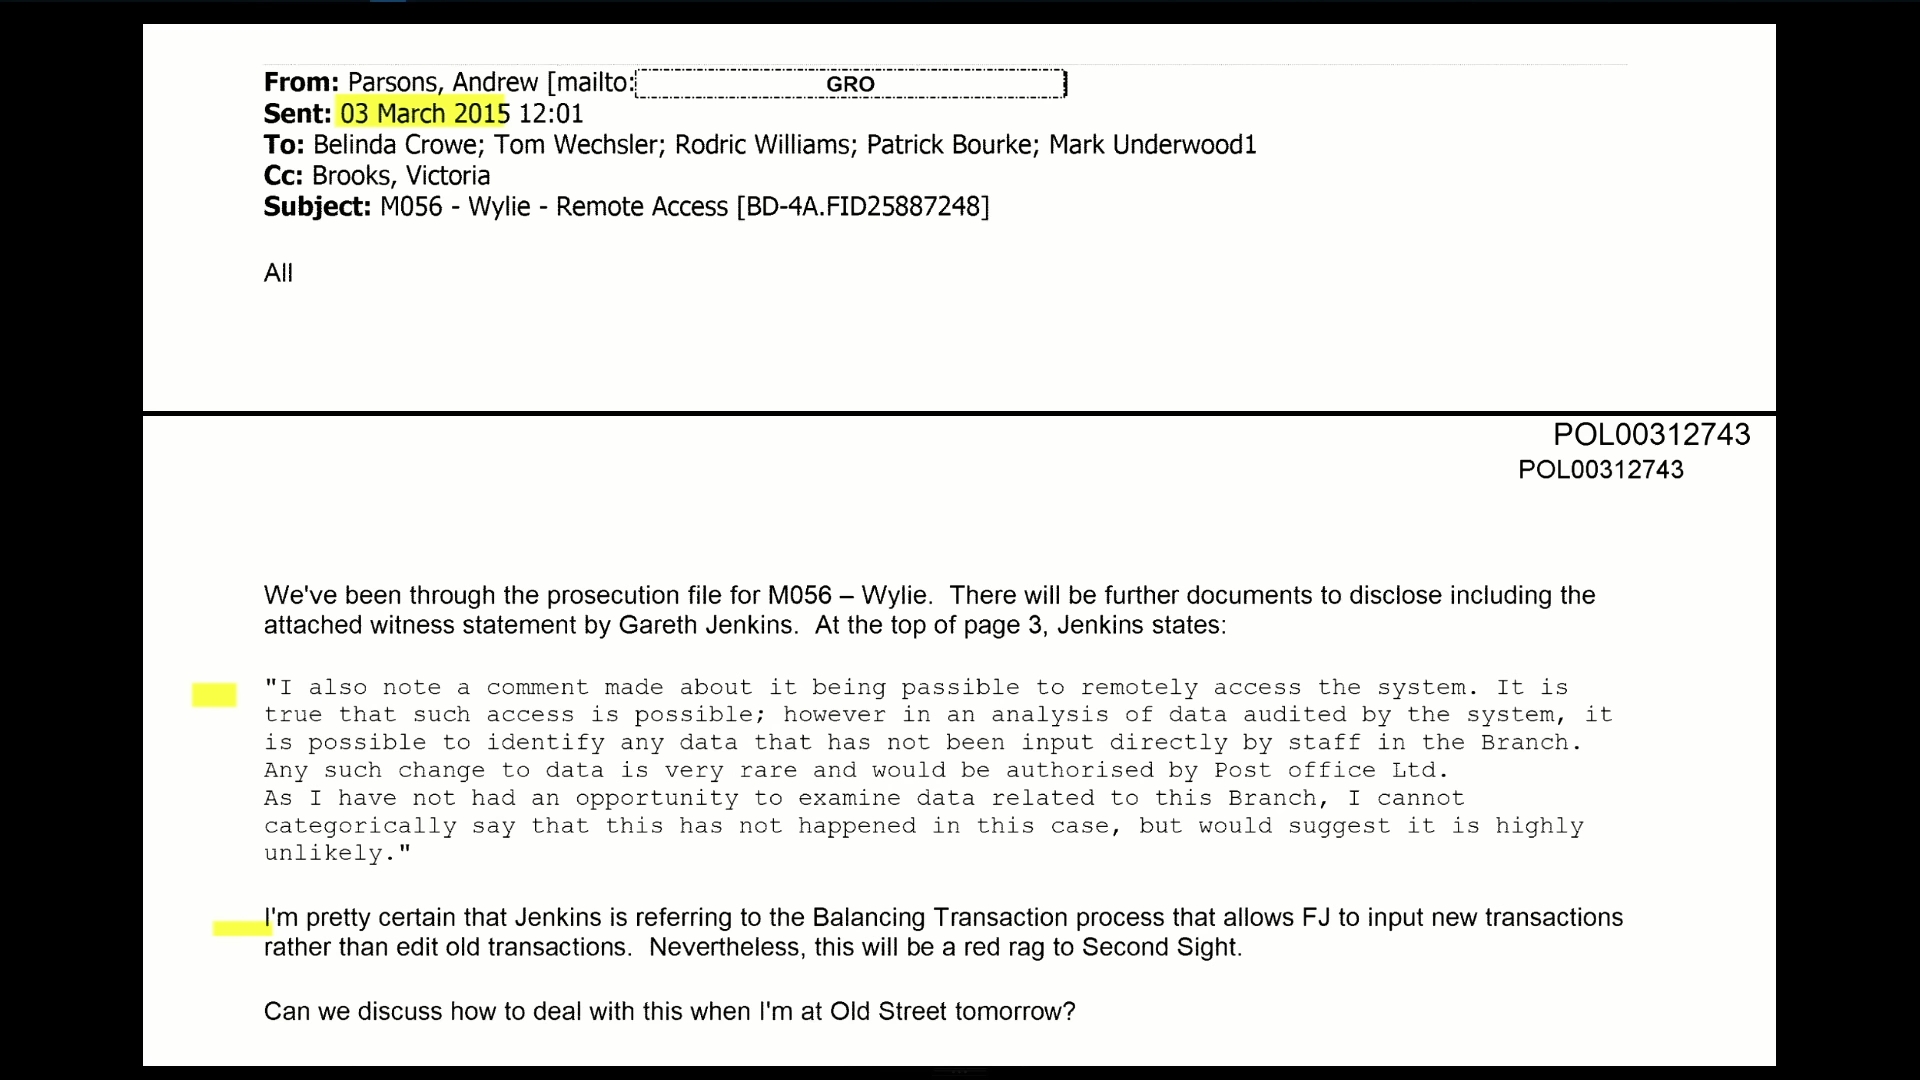 From: Parsons, Andrew [mailto: GRO ]
Sent: 03 March 2015 12:01
To: Belinda Crowe; Tom Wechsler; Rodric Williams; Patrick Bourke; Mark Underwood1
Cc: Brooks, Victoria
Subject: M056 - Wylie - Remote Access [BD-4A.FID25887248]
All
POL00312743
POL00312743
We've been through the prosecution file for M056 – Wylie.  There will be further documents to disclose including the
attached witness statement by Gareth Jenkins.  At the top of page 3, Jenkins states:
"I also note a comment made about it being passible to remotely access the system. It is
true that such access is possible; however in an analysis of data audited by the system, it
is possible to identify any data that has not been input directly by staff in the Branch.
Any such change to data is very rare and would be authorised by Post office Ltd.
As I have not had an opportunity to examine data related to this Branch, I cannot
categorically say that this has not happened in this case, but would suggest it is highly
unlikely."
I'm pretty certain that Jenkins is referring to the Balancing Transaction process that allows FJ to input new transactions
rather than edit old transactions.  Nevertheless, this will be a red rag to Second Sight.
Can we discuss how to deal with this when I'm at Old Street tomorrow?